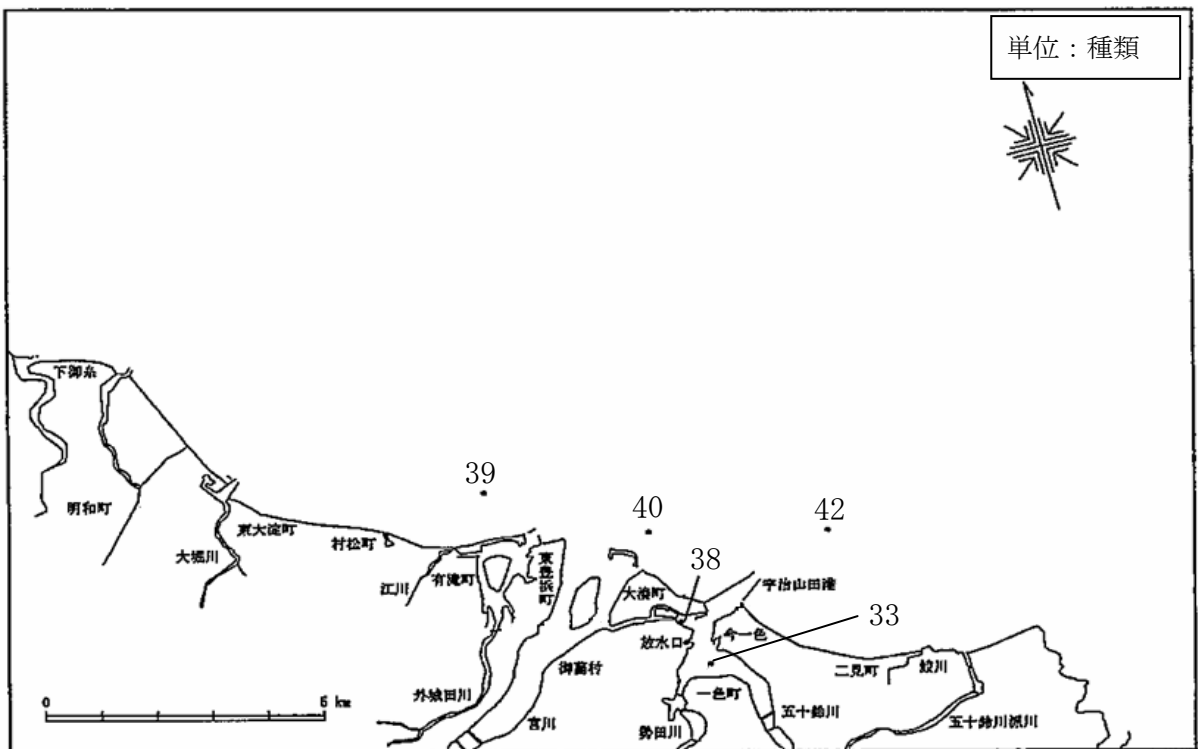 単位：種類
下御糸
明和町
大堀川
東大淀町
村松町
江川
有滝町
東豊浜町
外城田川
宮川
御薗村
大湊町
放水口
宇治山田港
今一色
一色町
勢田川
五十鈴川
二見町
五十鈴川派川
39
40
42
38
33
0
5 km